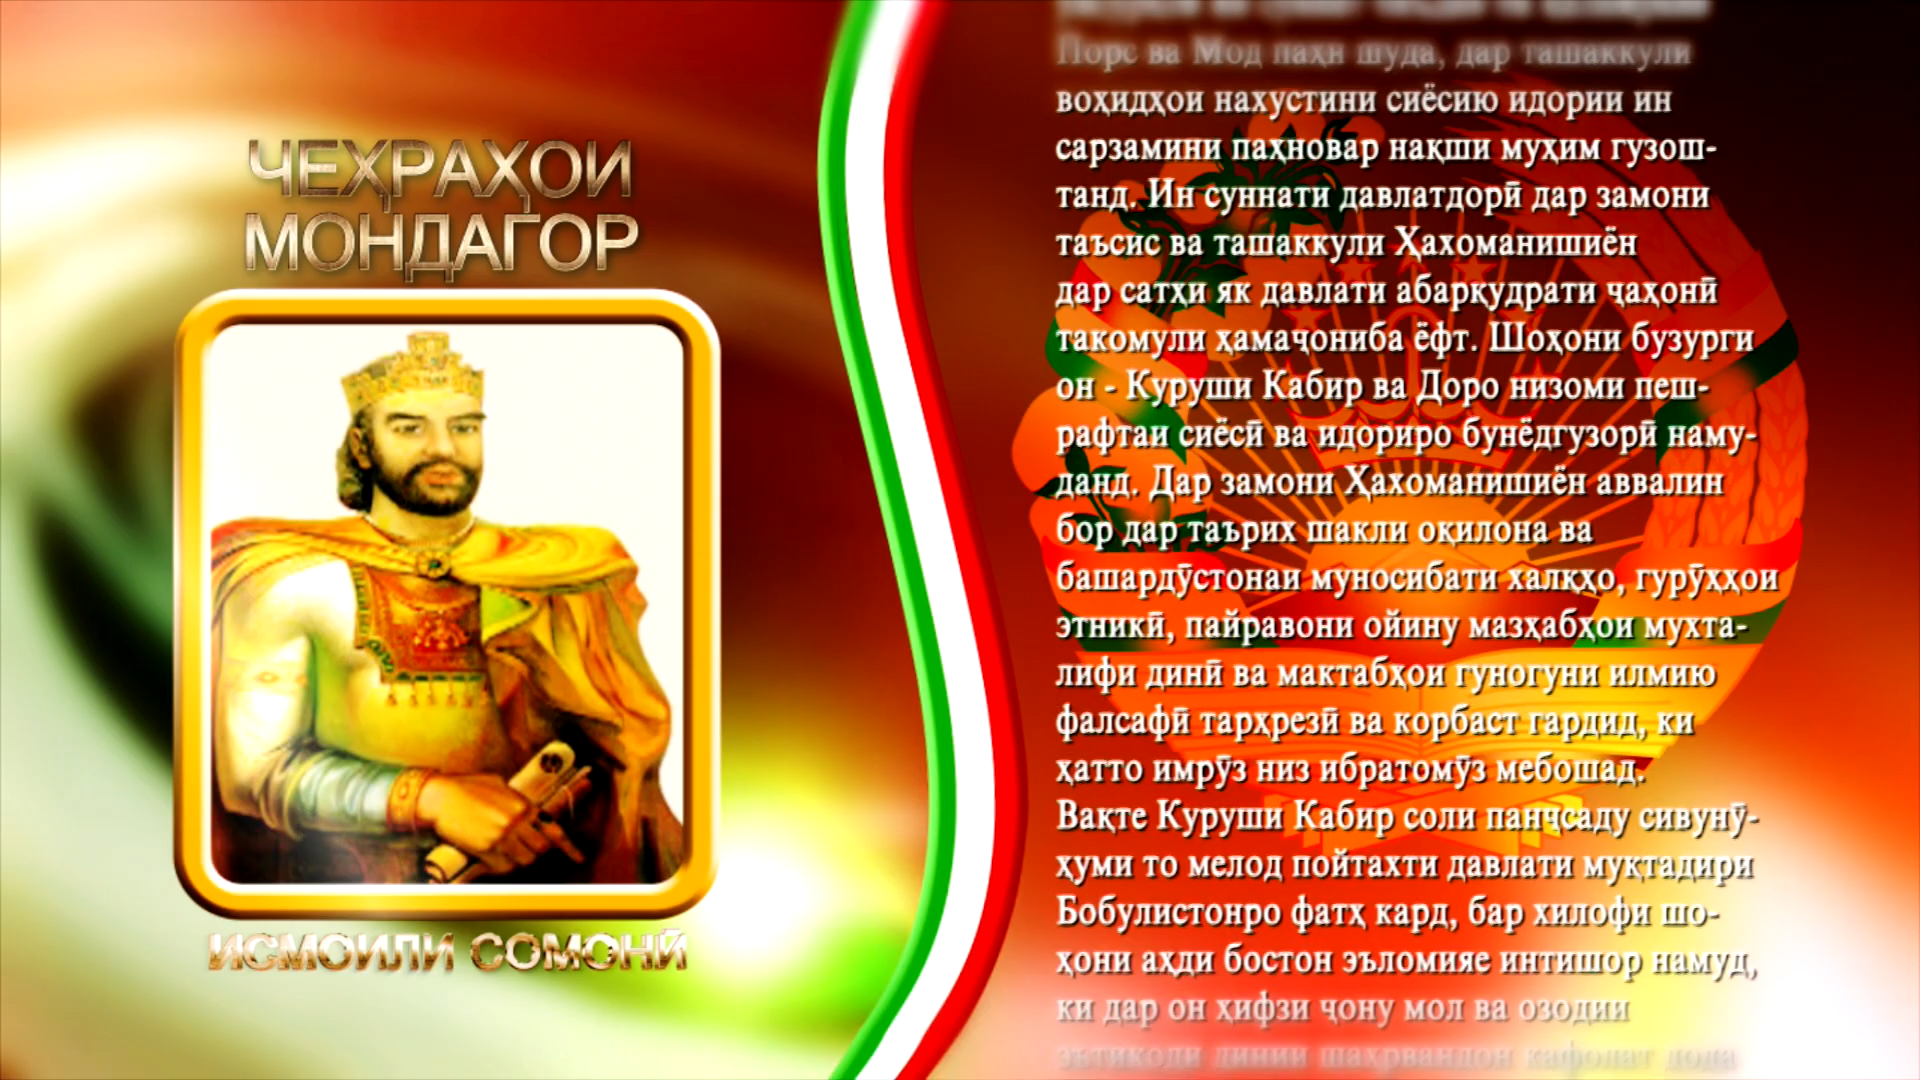 ЧЕҲРАҲОИ
МОНДАГОР
ИСМОИЛИ СОМОНӢ
Порс ва Мод паҳн шуда, дар ташаккули
воҳидҳои нахустини сиёсию идории ин
сарзамини паҳновар нақши муҳим гузош-
танд. Ин суннати давлатдорӣ дар замони
таъсис ва ташаккули Ҳахоманишиён
дар сатҳи як давлати абарқудрати ҷаҳонӣ
такомули ҳамаҷониба ёфт. Шоҳони бузурги
он - Куруши Кабир ва Доро низоми пеш-
рафтаи сиёсӣ ва идориро бунёдгузорӣ наму-
данд. Дар замони Ҳахоманишиён аввалин
бор дар таърих шакли оқилона ва
башардӯстонаи муносибати халқҳо, гурӯҳҳои
этникӣ, пайравони ойину мазҳабҳои мухта-
лифи динӣ ва мактабҳои гуногуни илмию
фалсафӣ тарҳрезӣ ва корбаст гардид, ки
ҳатто имрӯз низ ибратомӯз мебошад.
Вақте Куруши Кабир соли панҷсаду сивунӯ-
ҳуми то мелод пойтахти давлати муқтадири
Бобулистонро фатҳ кард, бар хилофи шо-
ҳони аҳди бостон эъломияе интишор намуд,
ки дар он ҳифзи ҷону мол ва озодии
эътиқоди динии шаҳрвандон кафолат дода